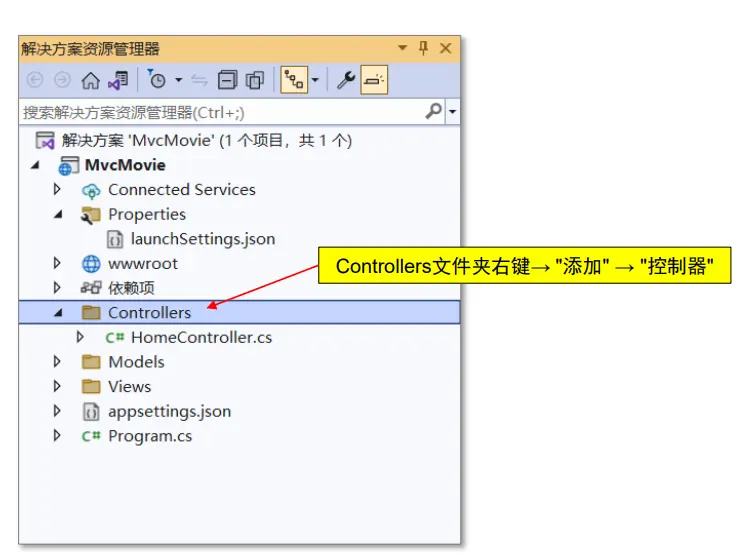 解决方案资源管理器
搜索解决方案资源管理器(Ctrl+;)
解决方案 'MvcMovie' (1 个项目，共 1 个)
MvcMovie
Connected Services
Properties
launchSettings.json
wwwroot
依赖项
Controllers
C# HomeController.cs
Models
Views
appsettings.json
C# Program.cs
Controllers文件夹右键→ "添加" → "控制器"